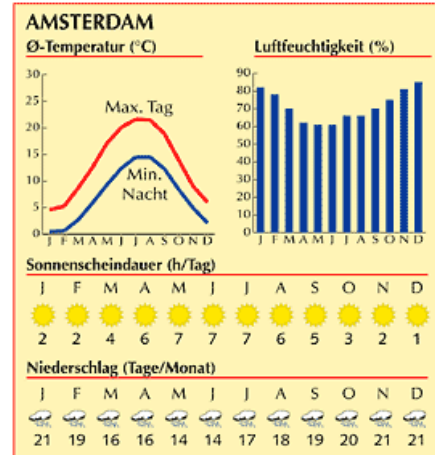 AMSTERDAM
Ø-Temperatur (°C)
30
25
20
15
10
5
0
Max. Tag
Min.
Nacht
J F M A M J J A S O N D
Luftfeuchtigkeit (%)
90
80
70
60
50
40
30
20
10
0
J F M A M J J A S O N D
Sonnenscheindauer (h/Tag)
J F M A M J J A S O N D
2 2 4 6 7 7 7 6 5 3 2 1
Niederschlag (Tage/Monat)
J F M A M J J A S O N D
21 19 16 16 14 14 17 18 19 20 21 21